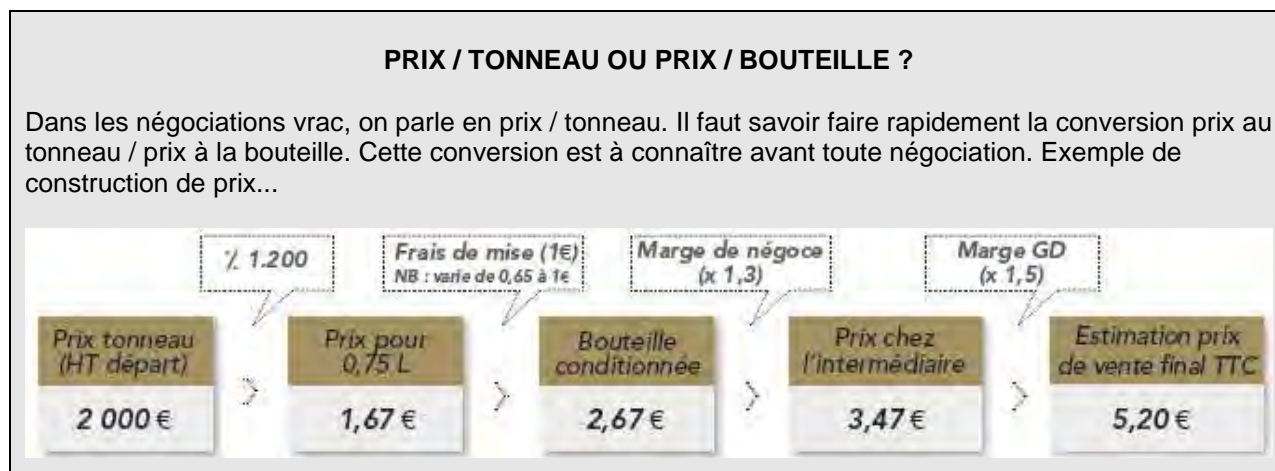 PRIX / TONNEAU OU PRIX / BOUTEILLE ?
Dans les négociations vrac, on parle en prix / tonneau. Il faut savoir faire rapidement la conversion prix au
tonneau / prix à la bouteille. Cette conversion est à connaître avant toute négociation. Exemple de
construction de prix...
⁒ 1.200
Frais de mise (1€)
NB : varie de 0,65 à 1€
Marge de négoce
(x 1,3)
Marge GD
(x 1,5)
Prix tonneau
(HT départ)
2 000 €
Prix pour
0,75 L
1,67 €
Bouteille
conditionnée
2,67 €
Prix chez
l'intermédiaire
3,47 €
Estimation prix
de vente final TTC
5,20 €